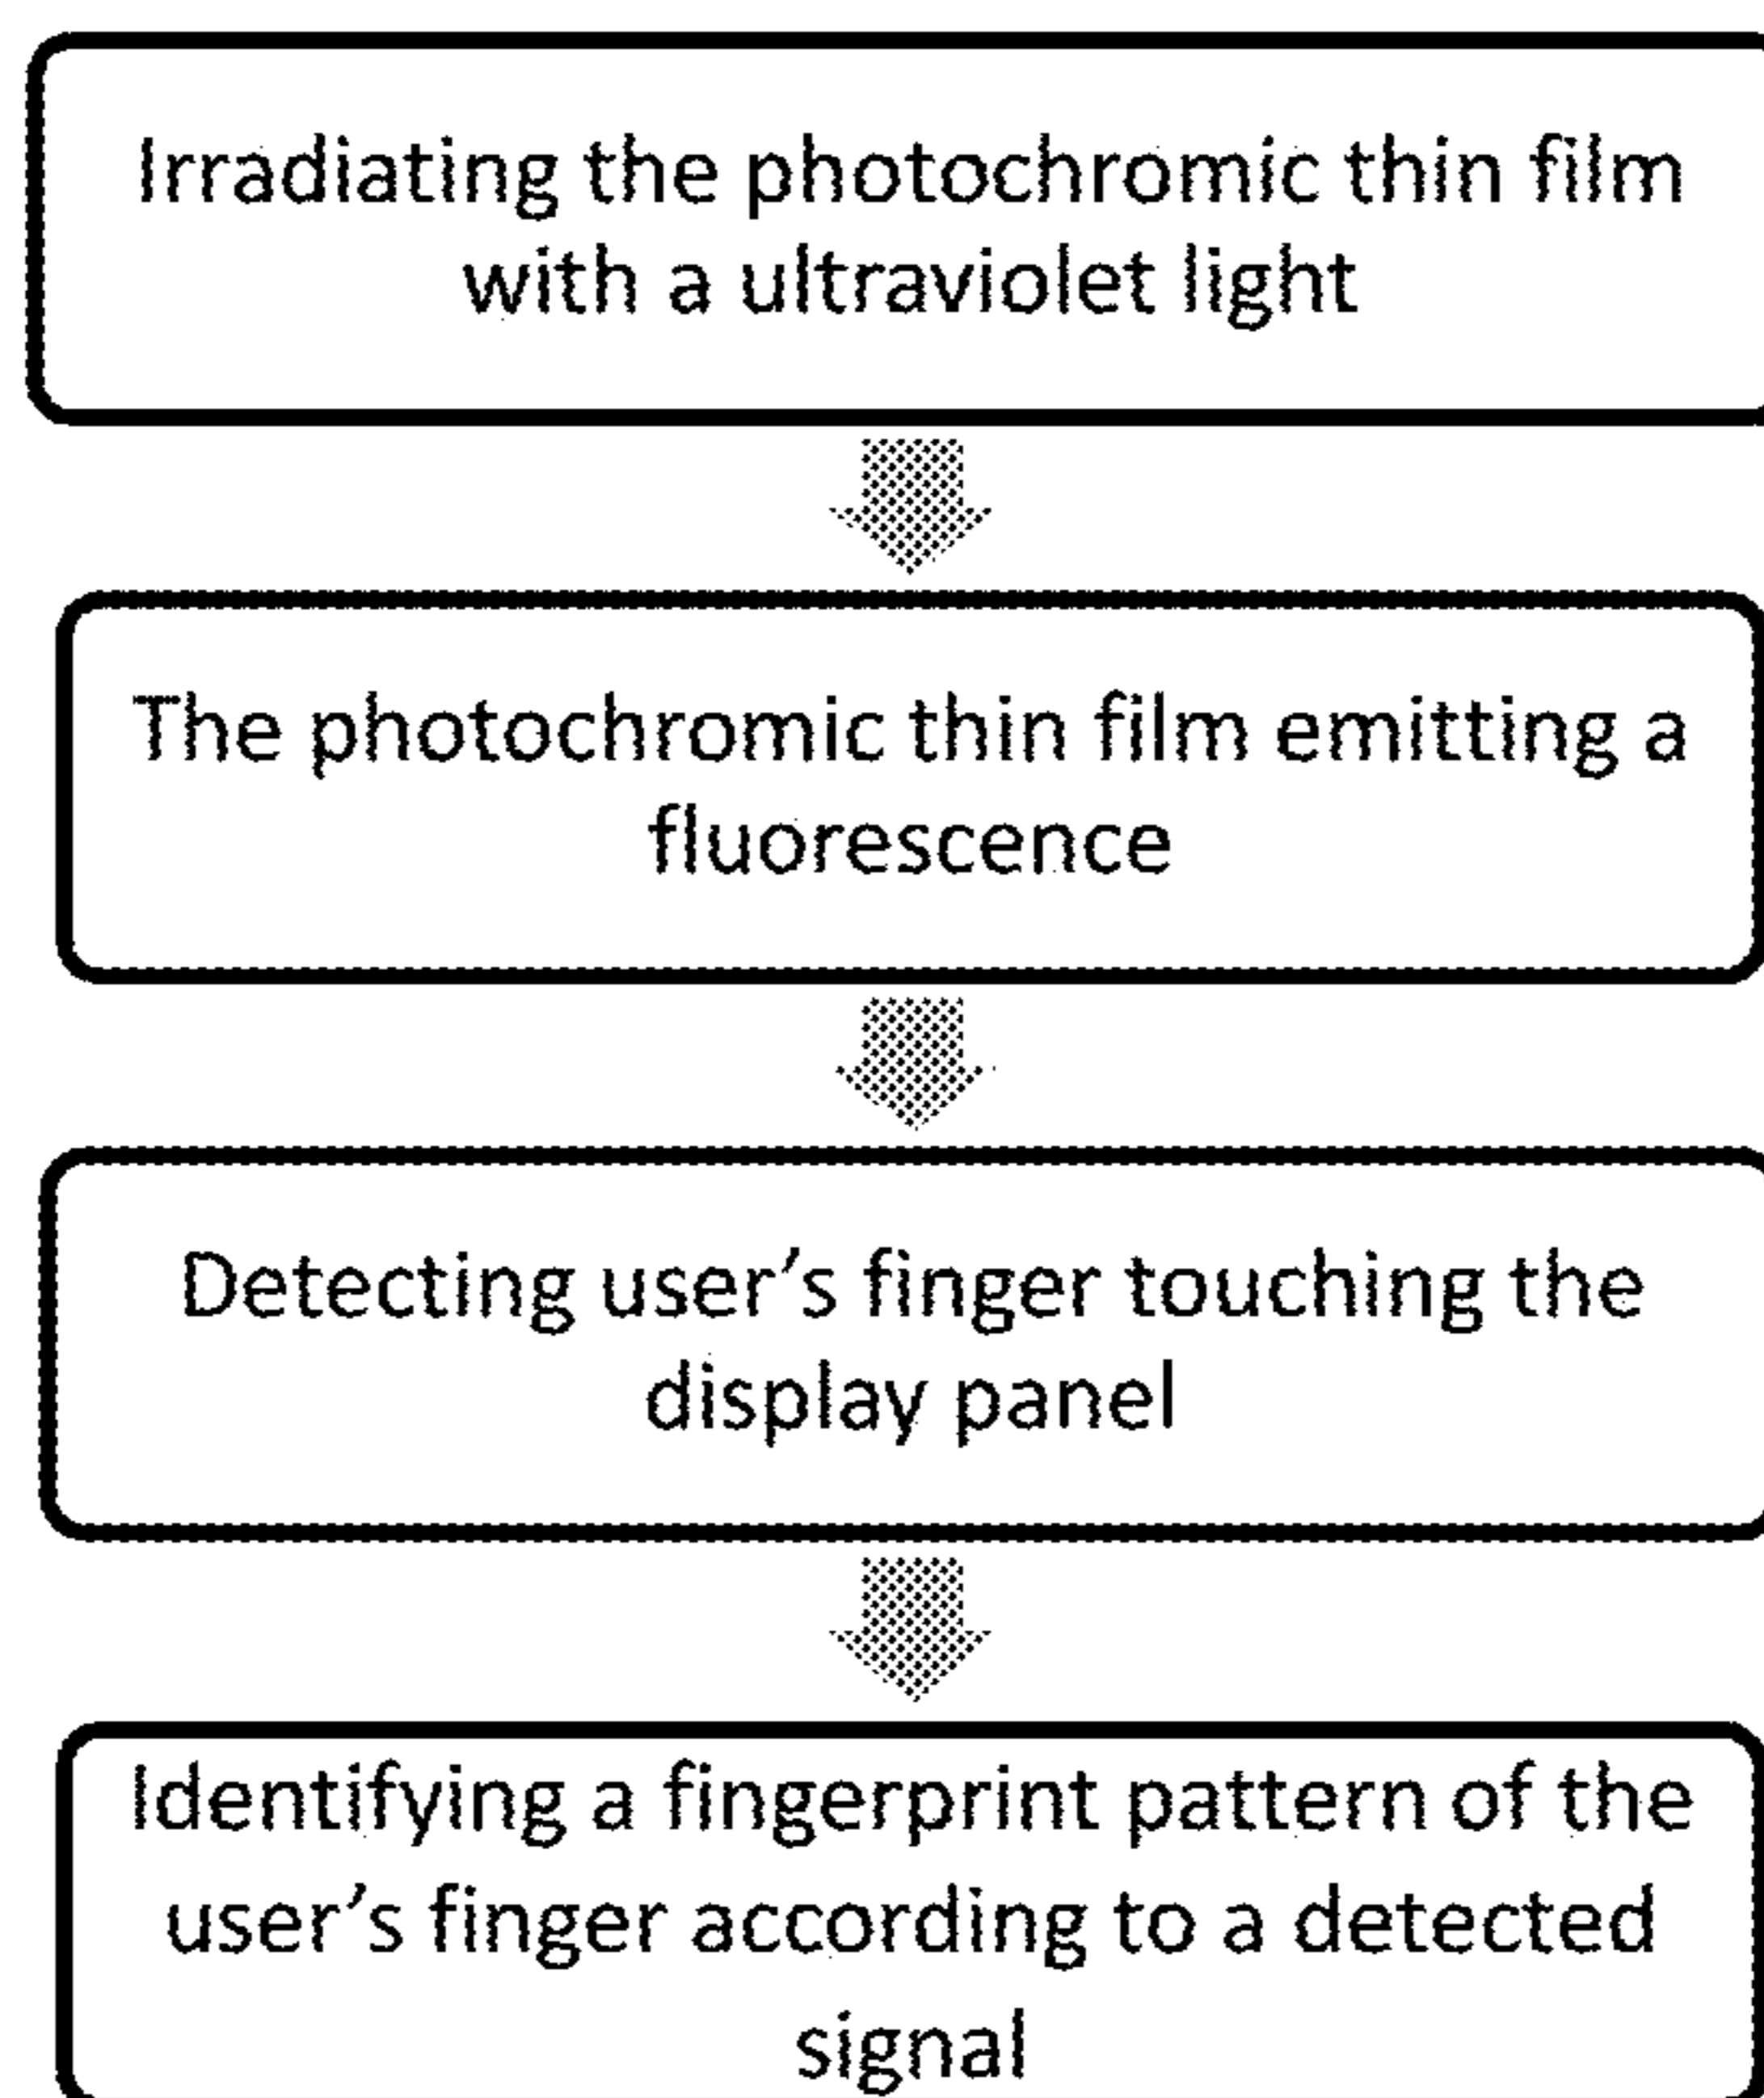 Irradiating the photochromic thin film
with a ultraviolet light
The photochromic thin film emitting a
fluorescence
Detecting user’s finger touching the
display panel
Identifying a fingerprint pattern of the
user’s finger according to a detected
signal